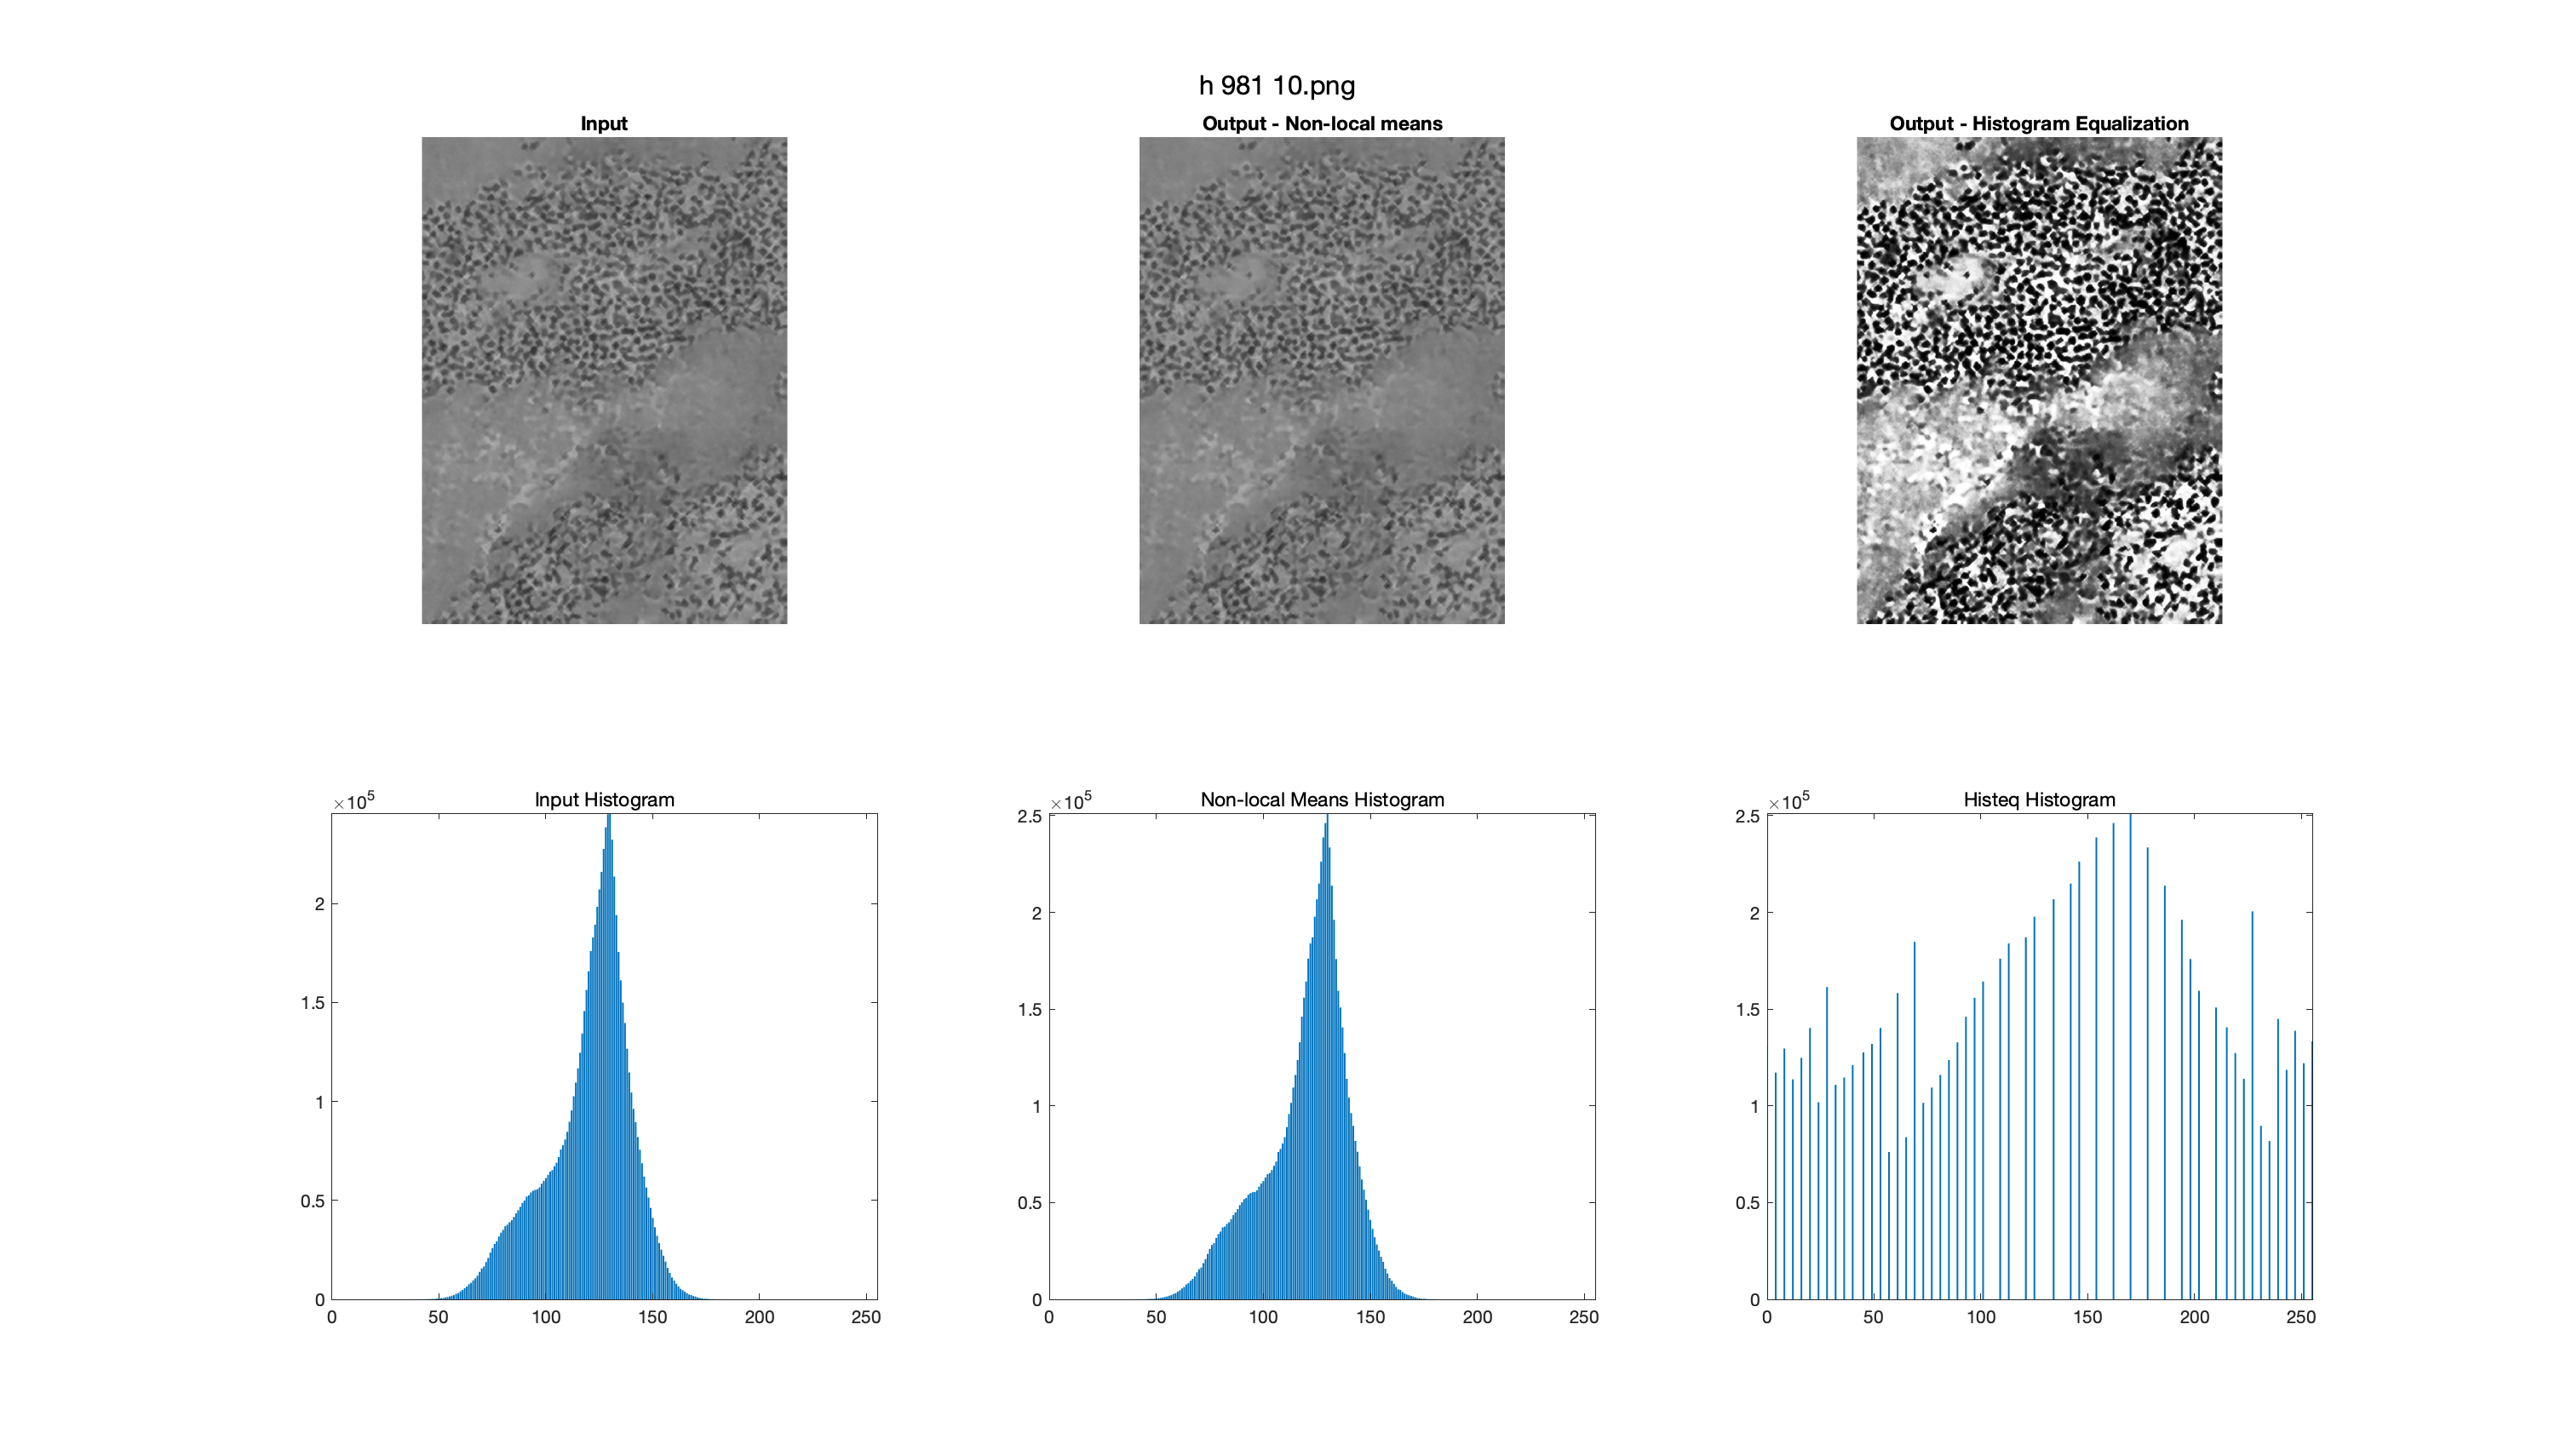 h 981 10.png
Input
Output - Non-local means
Output - Histogram Equalization
×10^5
Input Histogram
2
1.5
1
0.5
0
0 50 100 150 200 250
×10^5
Non-local Means Histogram
2.5
2
1.5
1
0.5
0
0 50 100 150 200 250
×10^5
Histeq Histogram
2.5
2
1.5
1
0.5
0
0 50 100 150 200 250